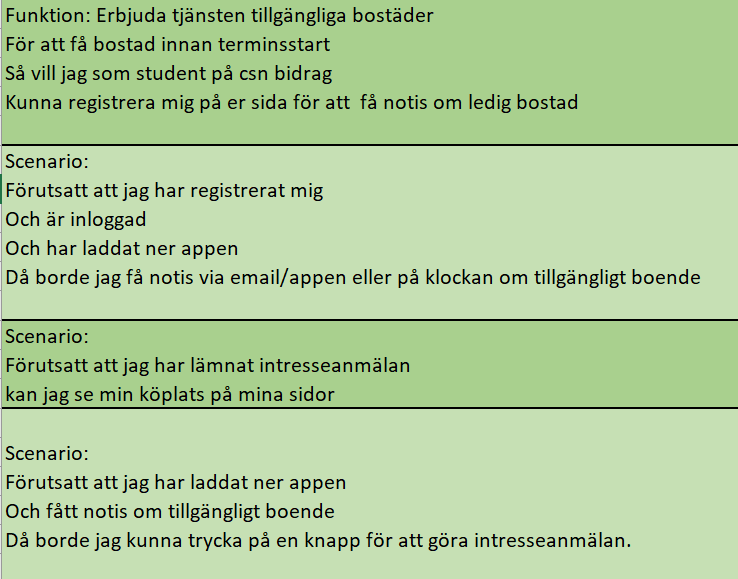 Funktion: Erbjuda tjänsten tillgängliga bostäder
För att få bostad innan terminsstart
Så vill jag som student på csn bidrag
Kunna registrera mig på er sida för att  få notis om ledig bostad
Scenario:
Förutsatt att jag har registrerat mig
Och är inloggad
Och har laddat ner appen
Då borde jag få notis via email/appen eller på klockan om tillgängligt boende
Scenario:
Förutsatt att jag har lämnat intresseanmälan
kan jag se min köplats på mina sidor
Scenario:
Förutsatt att jag har laddat ner appen
Och fått notis om tillgängligt boende
Då borde jag kunna trycka på en knapp för att göra intresseanmälan.